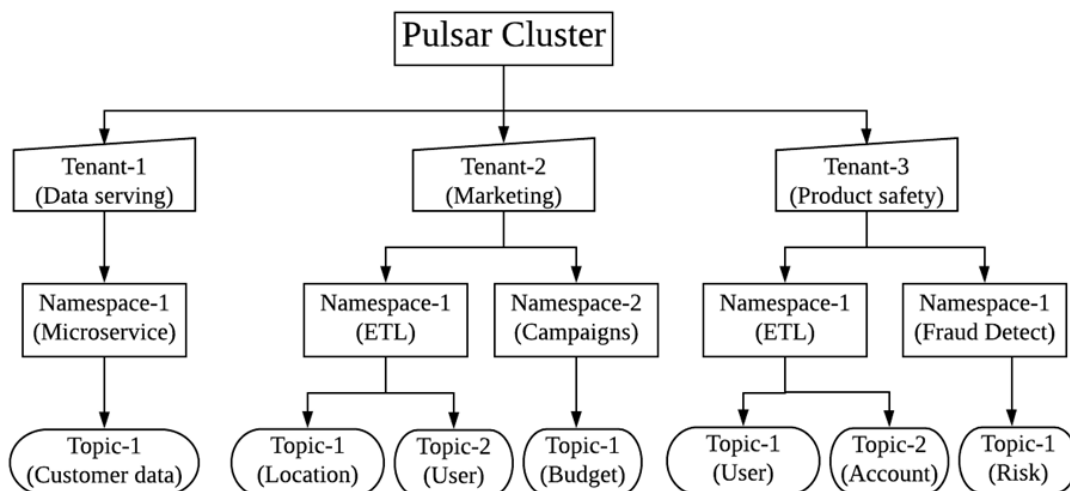 Pulsar Cluster
Tenant-1
(Data serving)
Tenant-2
(Marketing)
Tenant-3
(Product safety)
Namespace-1
(Microservice)
Namespace-1
(ETL)
Namespace-2
(Campaigns)
Namespace-1
(ETL)
Namespace-1
(Fraud Detect)
Topic-1
(Customer data)
Topic-1
(Location)
Topic-2
(User)
Topic-1
(Budget)
Topic-1
(User)
Topic-2
(Account)
Topic-1
(Risk)